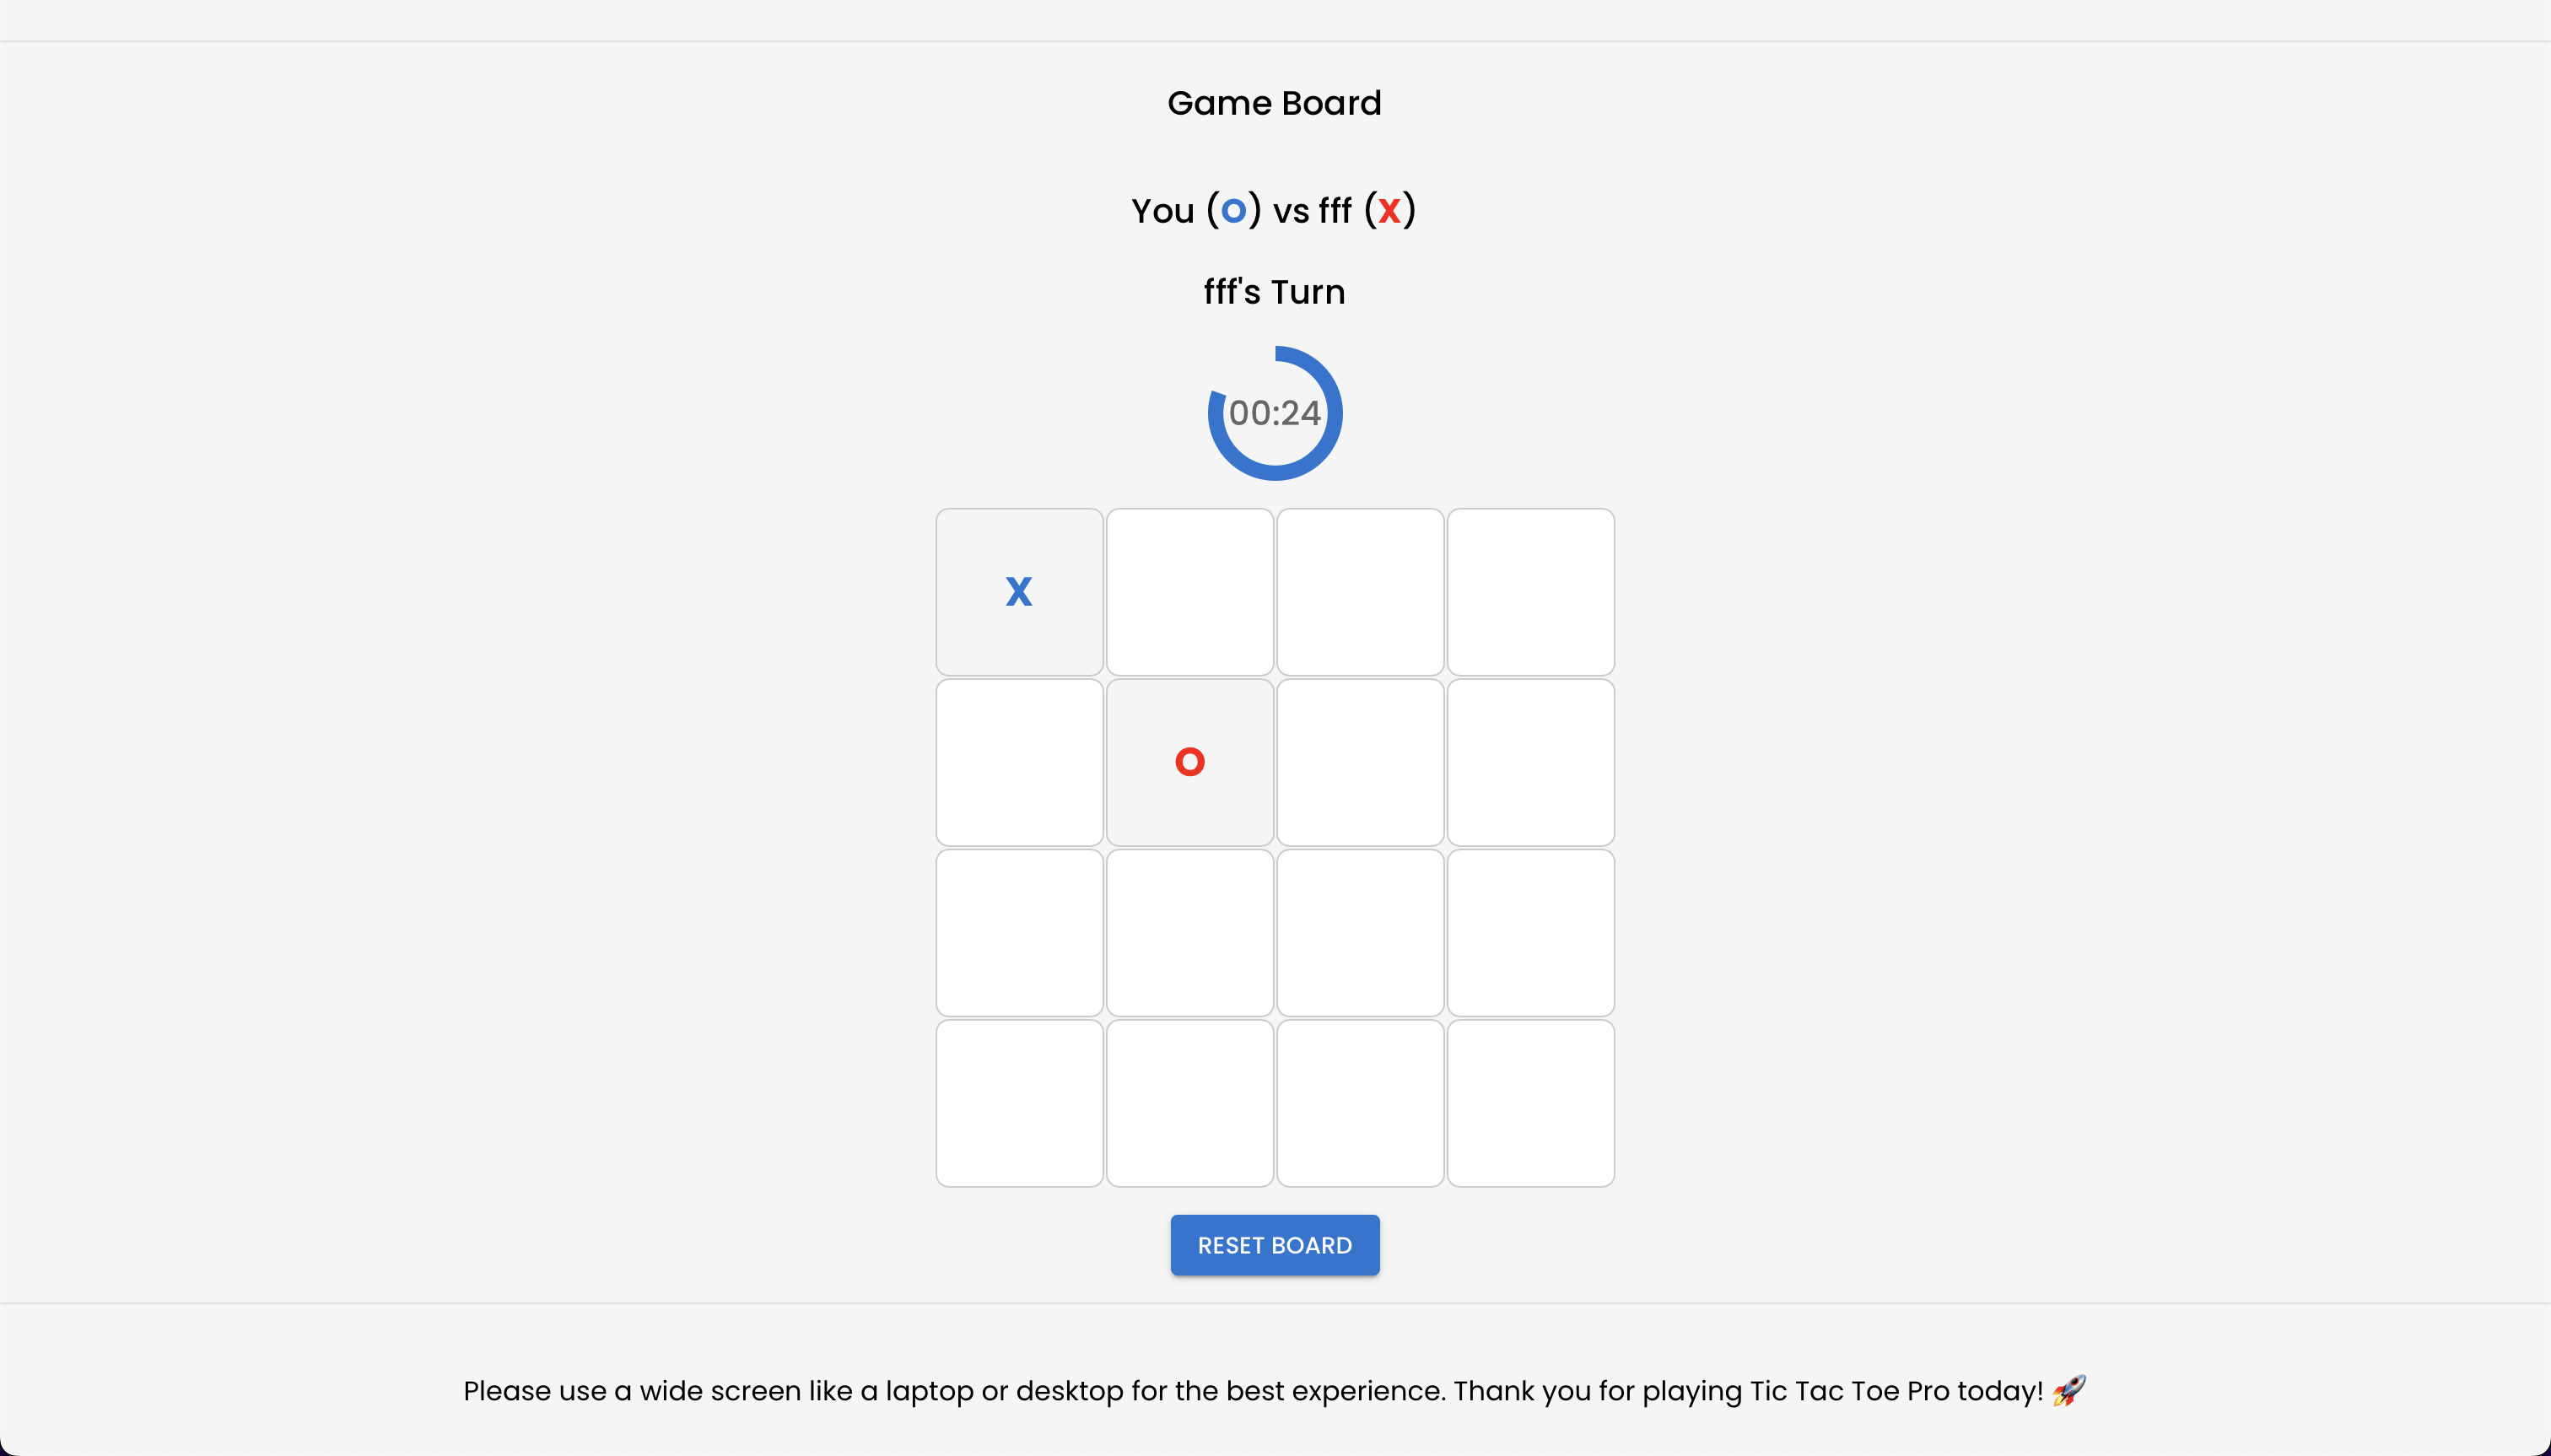 Game Board
You (o) vs fff (x)
fff's Turn
00:24
x
o
RESET BOARD
Please use a wide screen like a laptop or desktop for the best experience. Thank you for playing Tic Tac Toe Pro today! 🚀